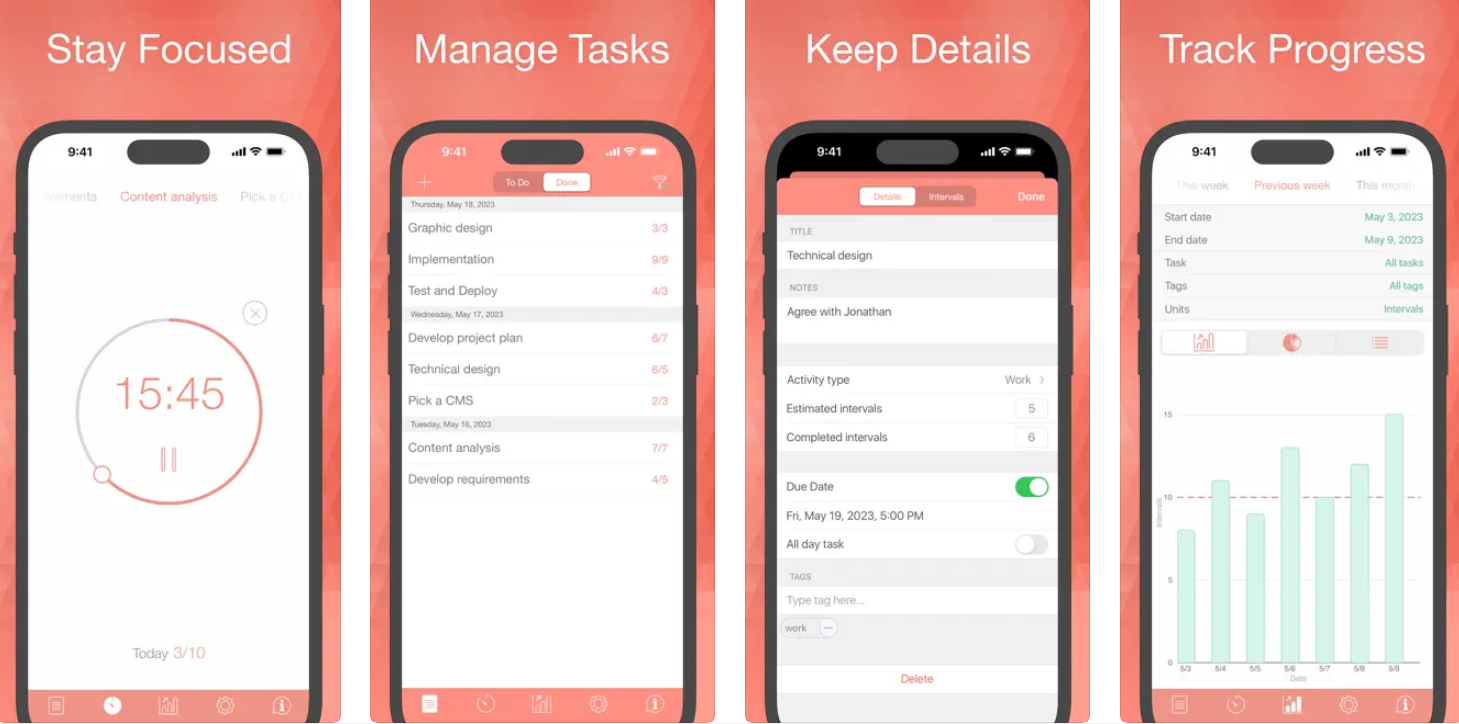 Stay Focused
9:41
Content analysis
Pick a
15:45
Today 3/10
Manage Tasks
9:41
To Do Done
Thursday, May 18, 2023
Graphic design 3/3
Implementation 9/9
Test and Deploy 4/3
Wednesday, May 17, 2023
Develop project plan 6/7
Technical design 6/5
Pick a CMS 2/3
Tuesday, May 16, 2023
Content analysis 7/7
Develop requirements 4/5
Keep Details
9:41
Details Intervals Done
TITLE
Technical design
NOTES
Agree with Jonathan
Activity type Work >
Estimated intervals 5
Completed intervals 6
Due Date
Fri, May 19, 2023, 5:00 PM
All day task
TAGS
Type tag here...
work
Delete
Track Progress
9:41
This week Previous week This month
Start date May 3, 2023
End date May 9, 2023
Task All tasks
Tags All tags
Units Intervals
15
10
5
0
Intervals
5/3 5/4 5/5 5/6 5/7 5/8 5/9
Date